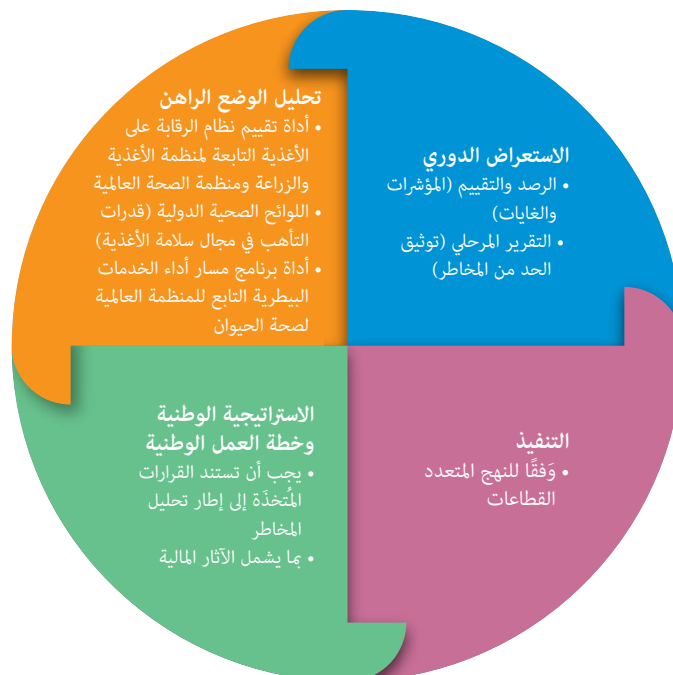 تحليل الوضع الراهن
• أداة تقييم نظام الرقابة على
الأغذية التابعة لمنظمة الأغذية
والزراعة ومنظمة الصحة العالمية
• اللوائح الصحية الدولية (قدرات
التأهب في مجال سلامة الأغذية)
• أداة برنامج مسار أداء الخدمات
البيطرية التابع للمنظمة العالمية
لصحة الحيوان
الاستعراض الدوري
• الرصد والتقييم (المؤشرات
والغايات)
• التقرير المرحلي (توثيق
الحد من المخاطر)
الاستراتيجية الوطنية
وخطة العمل الوطنية
• يجب أن تستند القرارات
المُتخذَة إلى إطار تحليل
المخاطر
• بما يشمل الآثار المالية
التنفيذ
• وَفقًا للنهج المتعدد
القطاعات